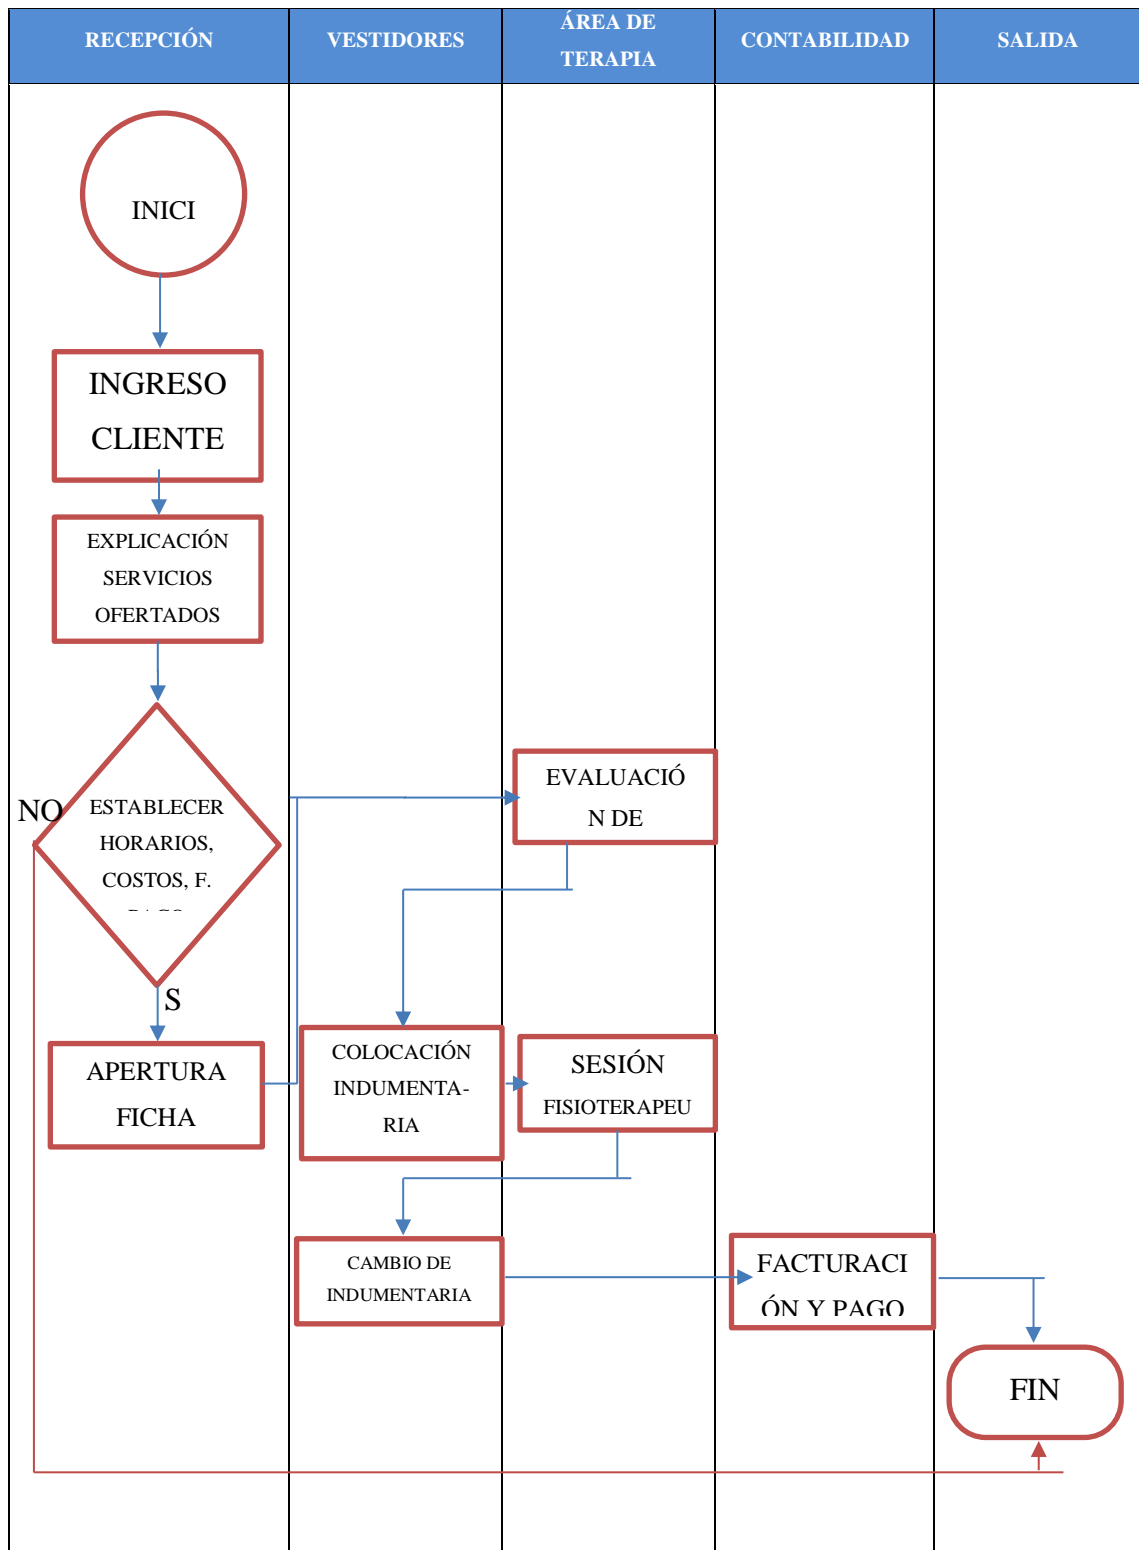 RECEPCIÓN
VESTIDORES
ÁREA DE
TERAPIA
CONTABILIDAD
SALIDA
INICI
INGRESO
CLIENTE
EXPLICACIÓN
SERVICIOS
OFERTADOS
NO
ESTABLECER
HORARIOS,
COSTOS, F.
S
APERTURA
FICHA
EVALUACIÓ
N DE
COLOCACIÓN
INDUMENTA-
RIA
SESIÓN
FISIOTERAPEU
CAMBIO DE
INDUMENTARIA
FACTURACI
ÓN Y PAGO
FIN